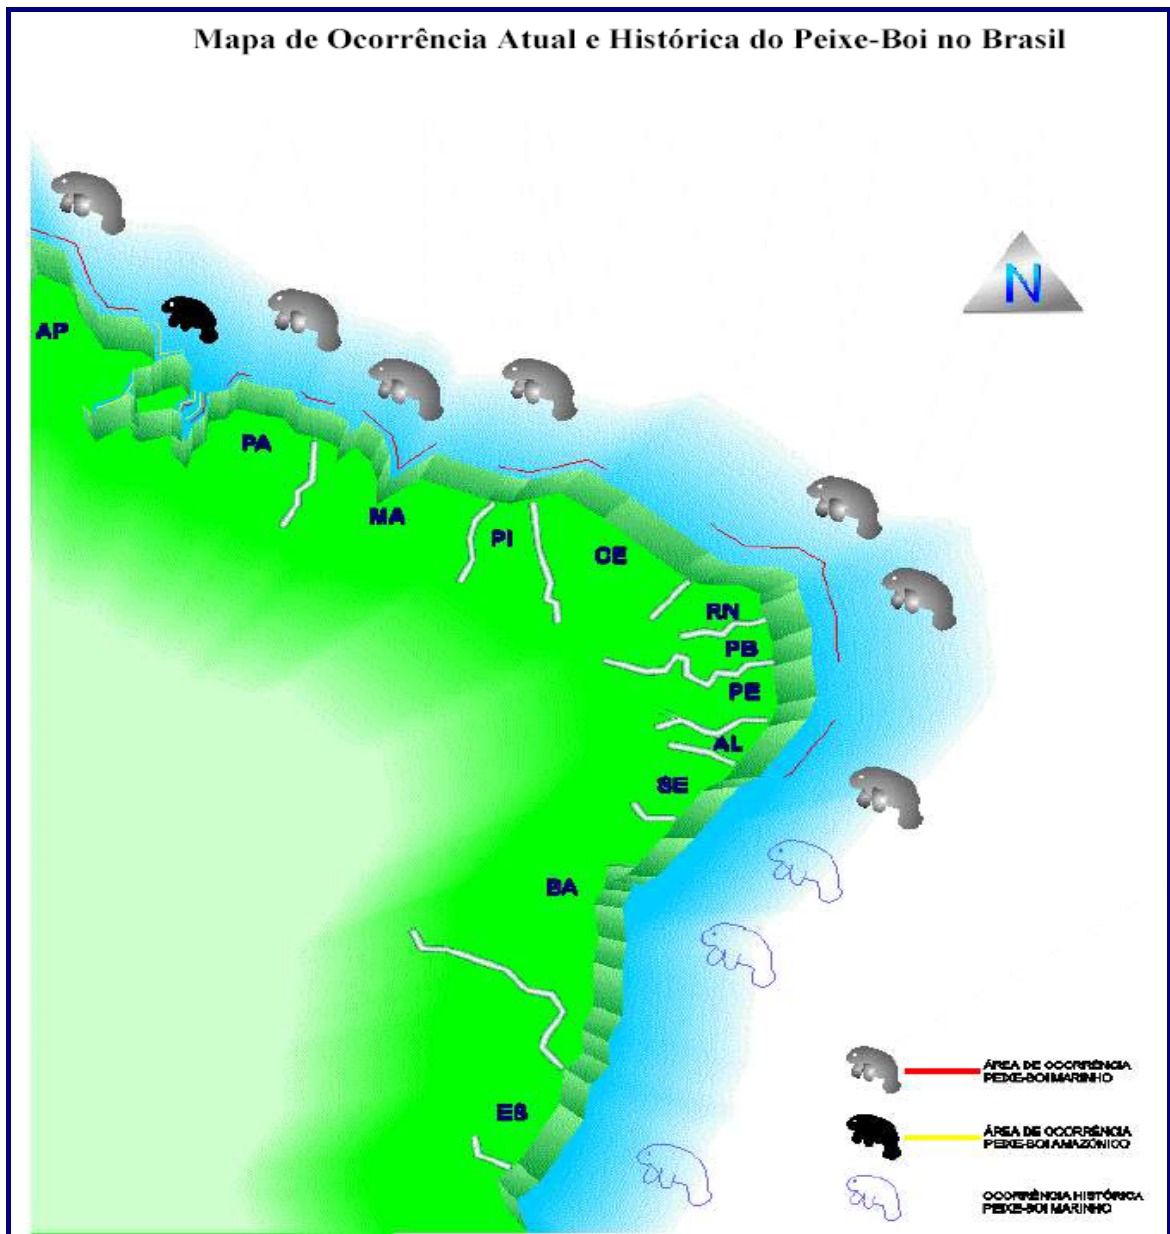 Mapa de Ocorrência Atual e Histórica do Peixe-Boi no Brasil
N
AP
PA
MA
PI
CE
RN
PB
PE
AL
SE
BA
ES
ÁREA DE OCORRÊNCIA
PEIXE-BOI MARINHO
ÁREA DE OCORRÊNCIA
PEIXE-BOI AMAZÔNICO
OCORRÊNCIA HISTÓRICA
PEIXE-BOI MARINHO